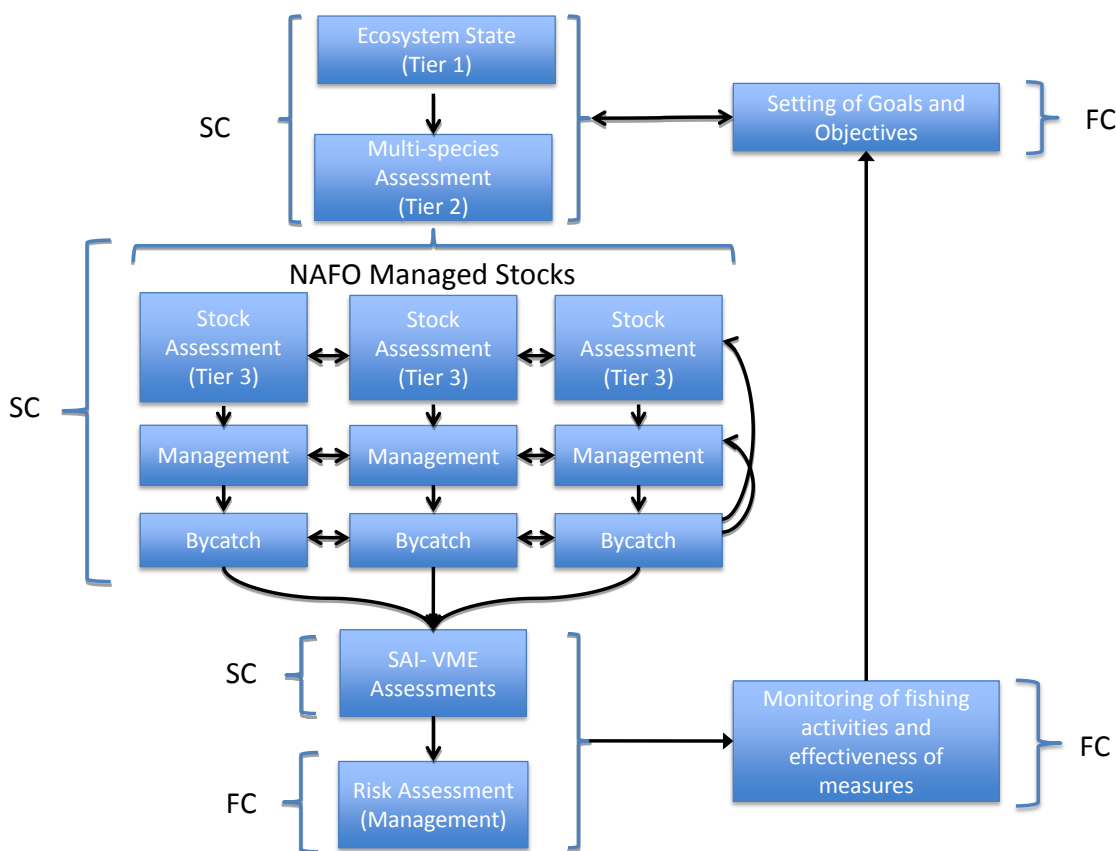 Ecosystem State
(Tier 1)
SC
Multi-species
Assessment
(Tier 2)
Setting of Goals and
Objectives
FC
NAFO Managed Stocks
SC
Stock
Assessment
(Tier 3)
Stock
Assessment
(Tier 3)
Stock
Assessment
(Tier 3)
Management
Management
Management
Bycatch
Bycatch
Bycatch
SC
SAI- VME
Assessments
FC
Risk Assessment
(Management)
Monitoring of fishing
activities and
effectiveness of
measures
FC